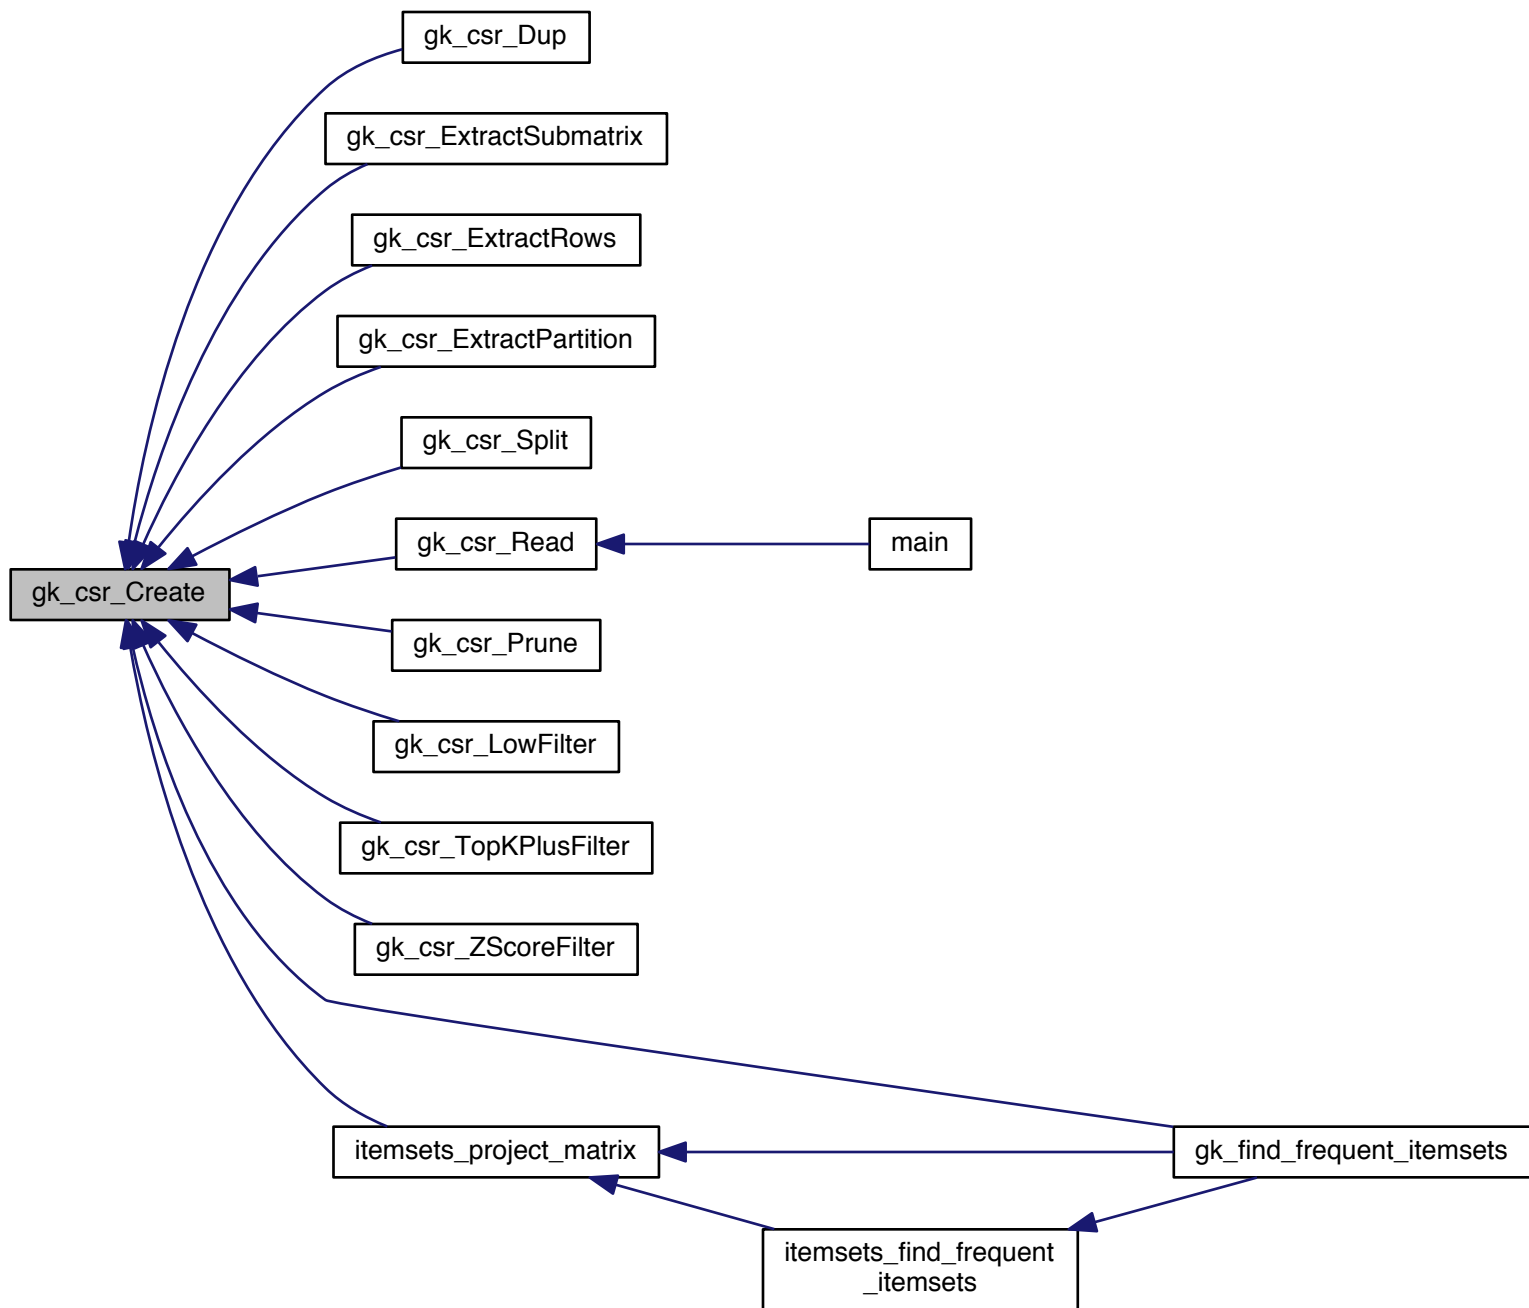 gk_csr_Dup
gk_csr_ExtractSubmatrix
gk_csr_ExtractRows
gk_csr_ExtractPartition
gk_csr_Split
gk_csr_Read
main
gk_csr_Create
gk_csr_Prune
gk_csr_LowFilter
gk_csr_TopKPlusFilter
gk_csr_ZScoreFilter
itemsets_project_matrix
gk_find_frequent_itemsets
itemsets_find_frequent
_itemsets